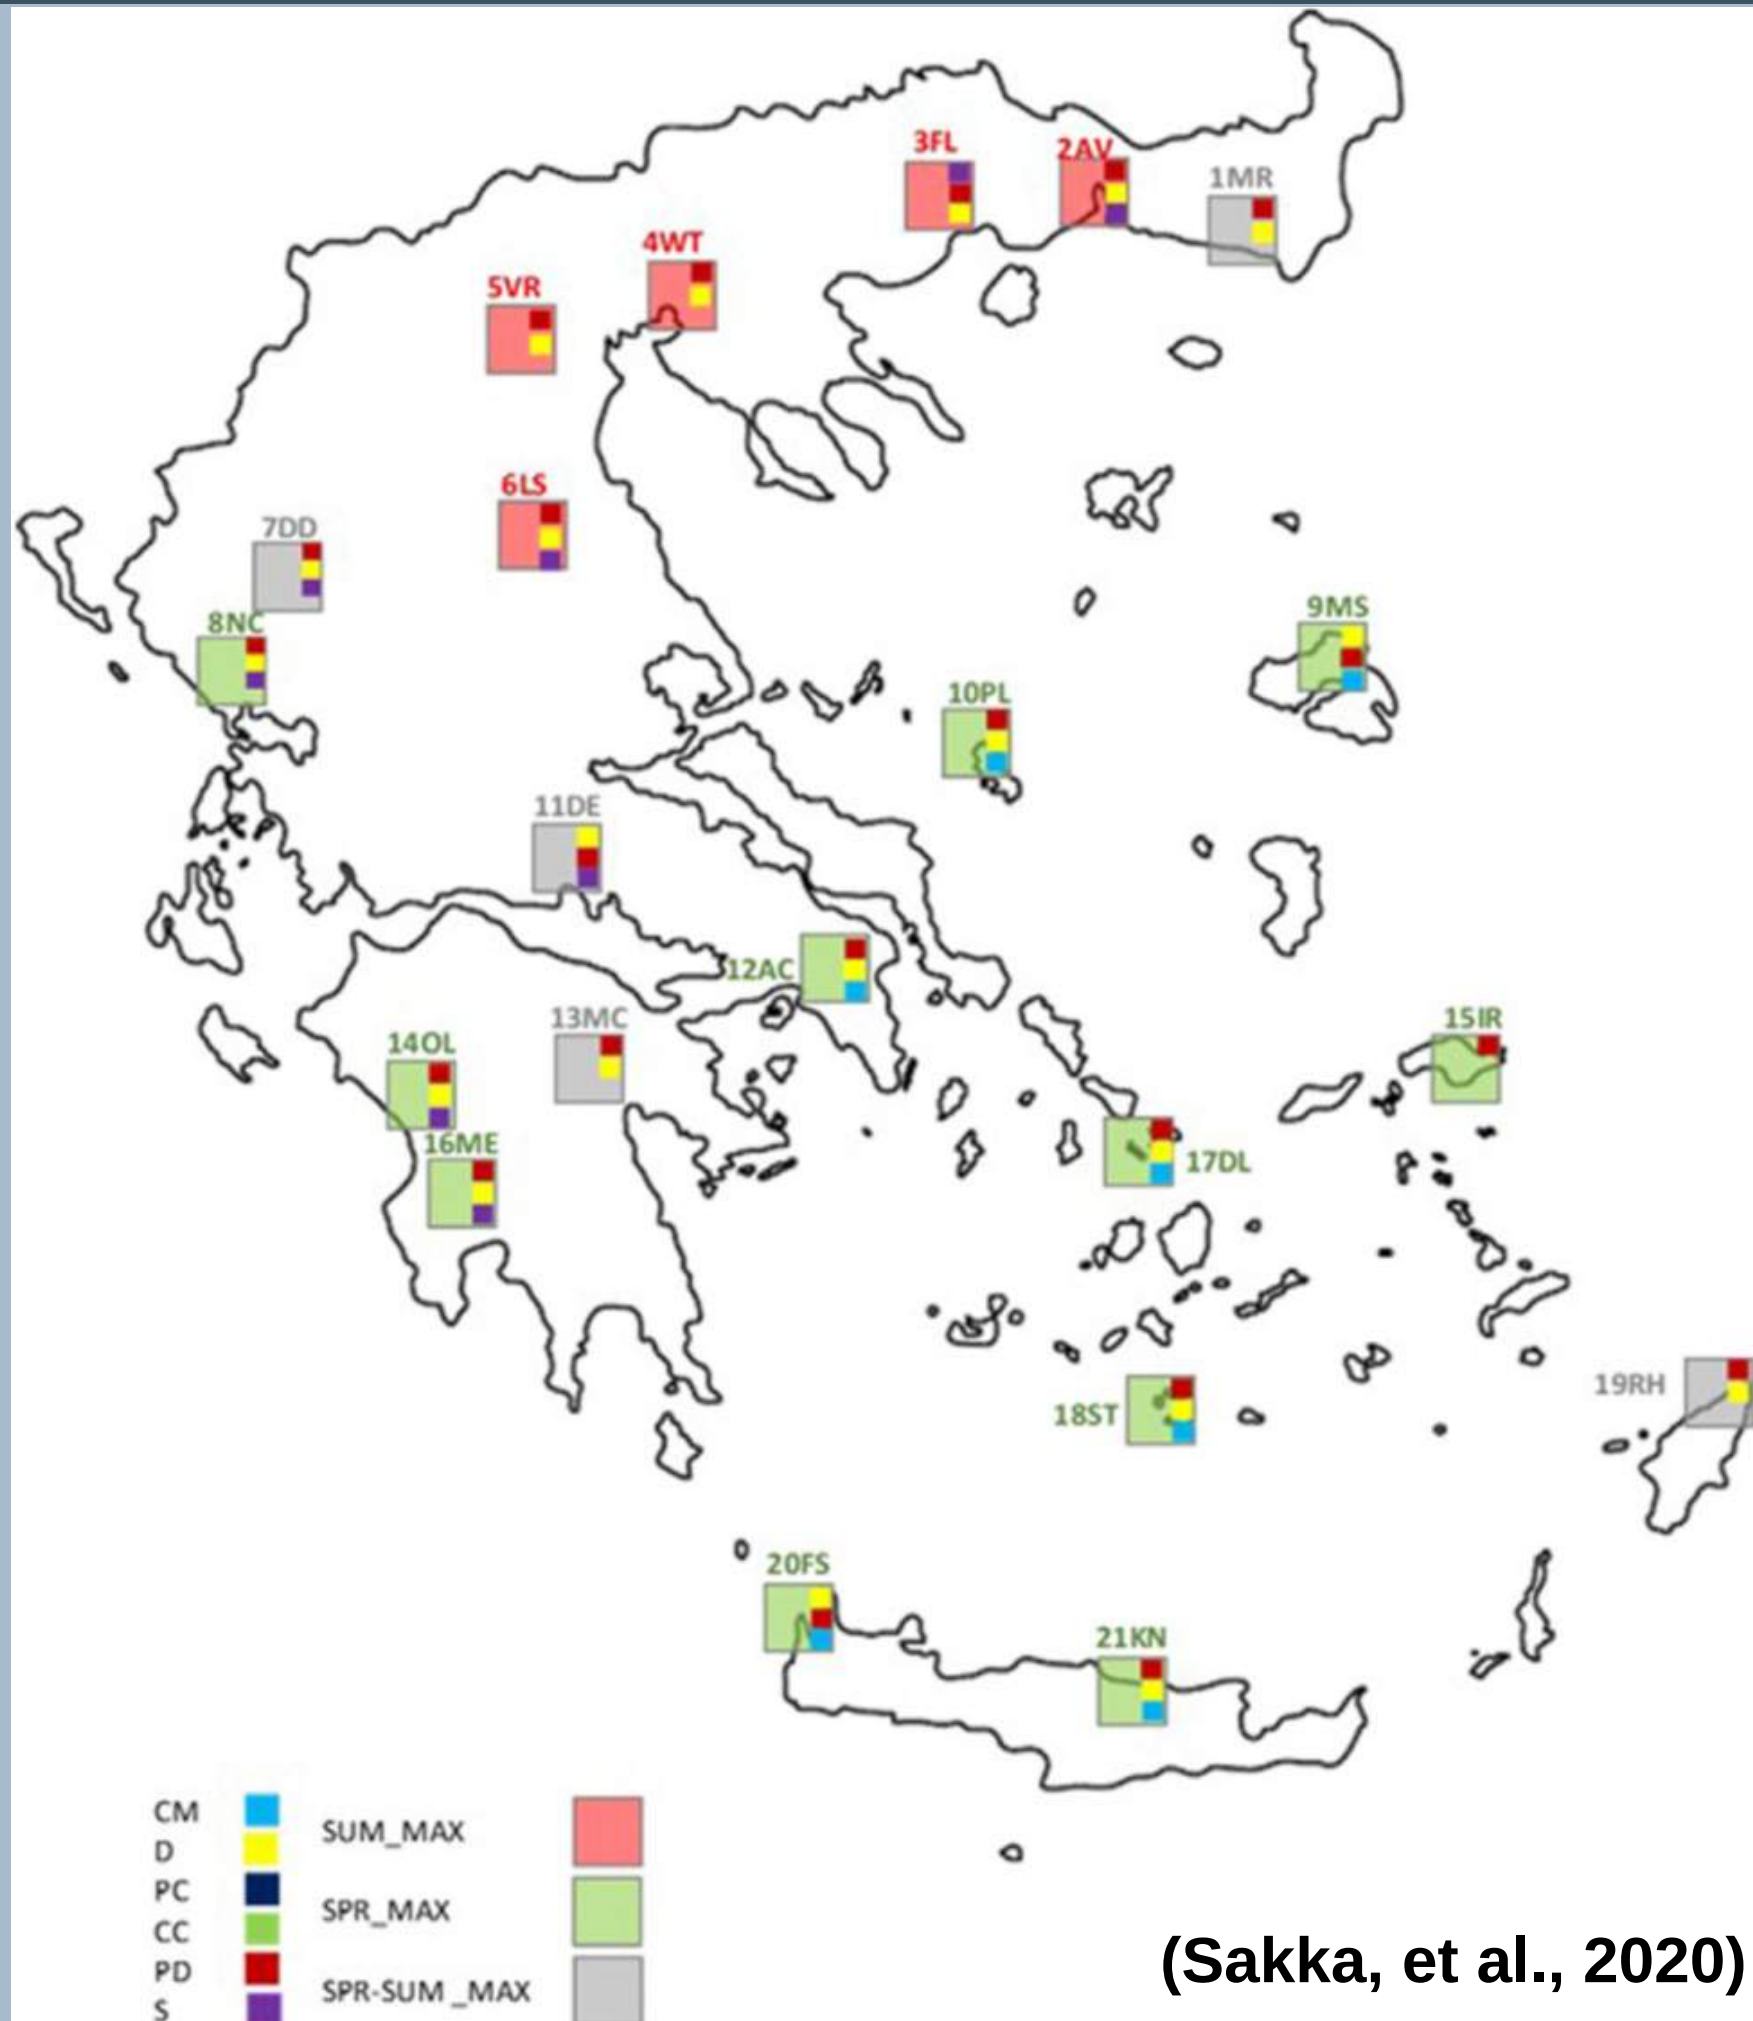 3FL
2AV
1MR
4WT
5VR
6LS
7DD
8NC
9MS
10PL
11DE
12AC
13MC
14OL
15IR
16ME
17DL
18ST
19RH
20FS
21KN
CM
D
PC
CC
PD
S
SUM_MAX
SPR_MAX
SPR-SUM _MAX
(Sakka, et al., 2020)